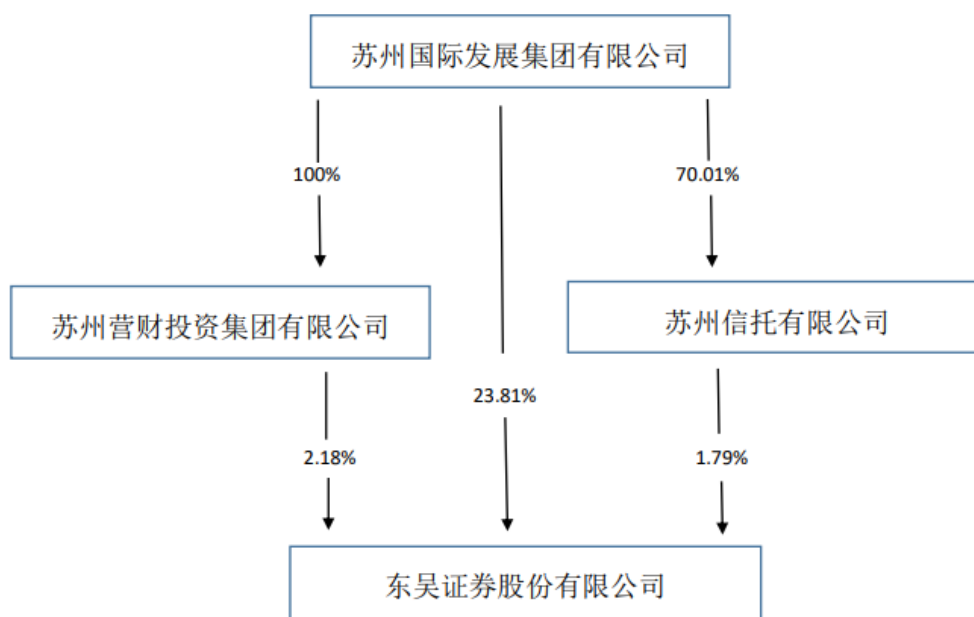 苏州国际发展集团有限公司
100%
70.01%
苏州营财投资集团有限公司
苏州信托有限公司
23.81%
2.18%
1.79%
东吴证券股份有限公司